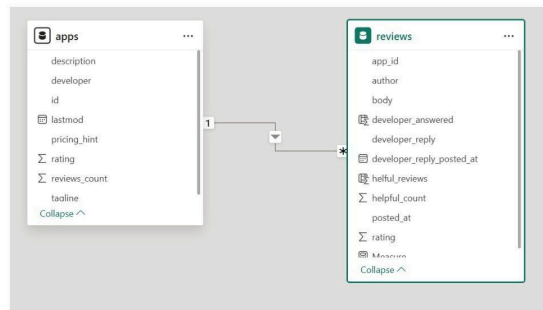 apps
description
developer
id
lastmod
pricing_hint
rating
reviews_count
tagline
Collapse
1
*
reviews
app_id
author
body
developer_answered
developer_reply
developer_reply_posted_at
helful_reviews
helpful_count
posted_at
rating
Measure
Collapse